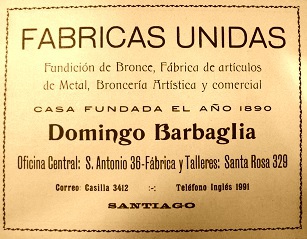 FABRICAS UNIDAS
Fundición de Bronce, Fábrica de artículos
de Metal, Broncería Artística y comercial
CASA FUNDADA EL AÑO 1890
Domingo Barbaglia
Oficina Central: S. Antonio 36-Fábrica y Talleres: Santa Rosa 329
Correo: Casilla 3412 -:- Teléfono Inglés 1991
SANTIAGO